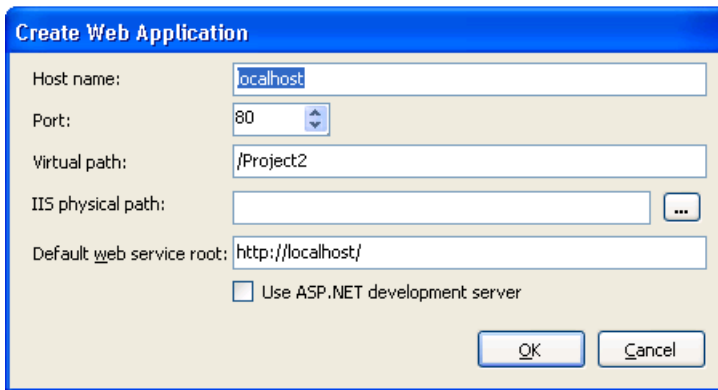 Create Web Application
Host name: localhost
Port: 80
Virtual path: /Project2
IIS physical path: ...
Default web service root: http://localhost/
Use ASP.NET development server
OK Cancel